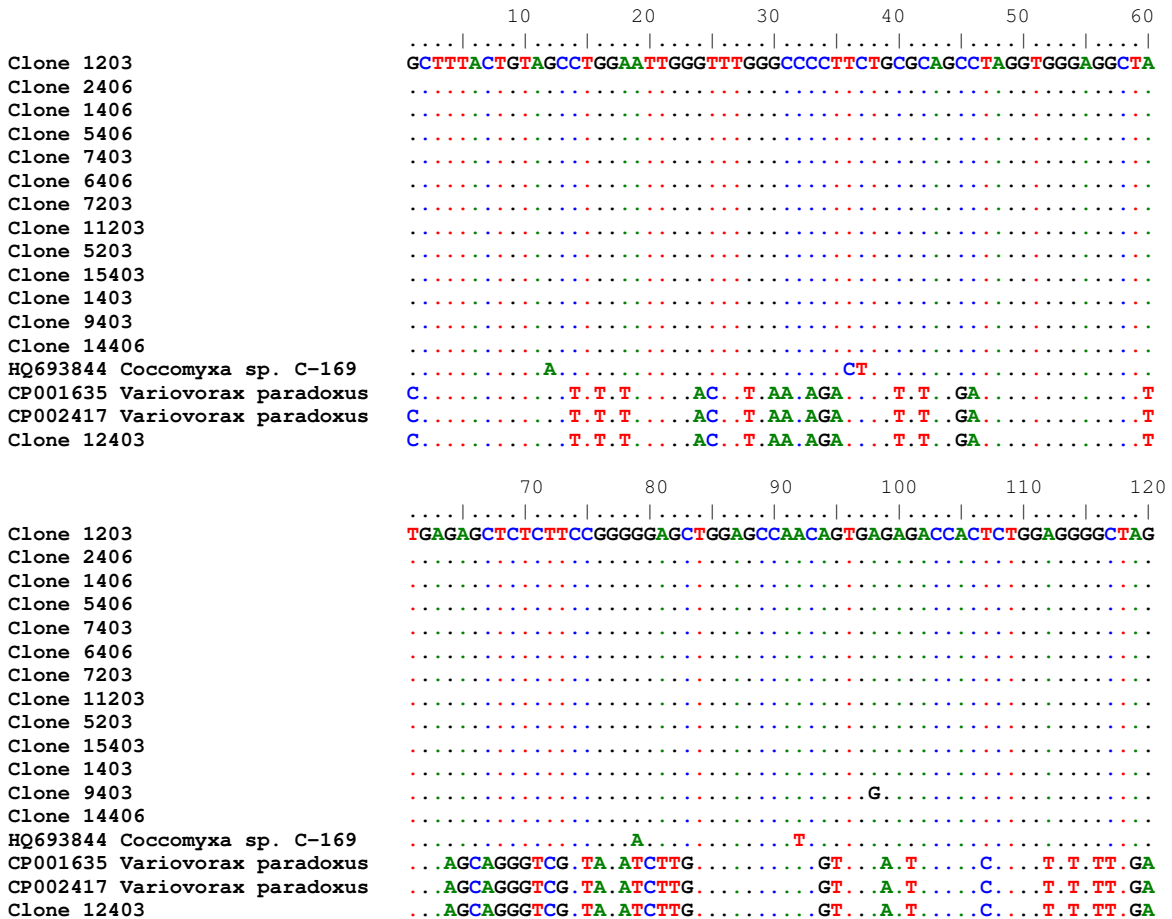 10 20 30 40 50 60
....|....|....|....|....|....|....|....|....|....|....|....|
Clone 1203 GCTTTACTGTAGCCTGGAATTGGGTTTGGGCCCCTTCTGCGCAGCCTAGGTGGGAGGCTA
Clone 2406 ............................................................
Clone 1406 ............................................................
Clone 5406 ............................................................
Clone 7403 ............................................................
Clone 6406 ............................................................
Clone 7203 ............................................................
Clone 11203 ............................................................
Clone 5203 ............................................................
Clone 15403 ............................................................
Clone 1403 ............................................................
Clone 9403 ............................................................
Clone 14406 ............................................................
HQ693844 Coccomyxa sp. C-169 ...........A.......................CT.......................
CP001635 Variovorax paradoxus C............T.T.T.....AC..T.AA.AGA....T.T..GA.............T
CP002417 Variovorax paradoxus C............T.T.T.....AC..T.AA.AGA....T.T..GA.............T
Clone 12403 C............T.T.T.....AC..T.AA.AGA....T.T..GA.............T
70 80 90 100 110 120
....|....|....|....|....|....|....|....|....|....|....|....|
Clone 1203 TGAGAGCTCTCTTCCGGGGGAGCTGGAGCCAACAGTGAGAGACCACTCTGGAGGGGCTAG
Clone 2406 ............................................................
Clone 1406 ............................................................
Clone 5406 ............................................................
Clone 7403 ............................................................
Clone 6406 ............................................................
Clone 7203 ............................................................
Clone 11203 ............................................................
Clone 5203 ............................................................
Clone 15403 ............................................................
Clone 1403 ............................................................
Clone 9403 .....................................G......................
Clone 14406 ............................................................
HQ693844 Coccomyxa sp. C-169 ..................A............T............................
CP001635 Variovorax paradoxus ...AGCAGGGTCG.TA.ATCTTG..........GT...A.T.....C....T.T.TT.GA
CP002417 Variovorax paradoxus ...AGCAGGGTCG.TA.ATCTTG..........GT...A.T.....C....T.T.TT.GA
Clone 12403 ...AGCAGGGTCG.TA.ATCTTG..........GT...A.T.....C....T.T.TT.GA